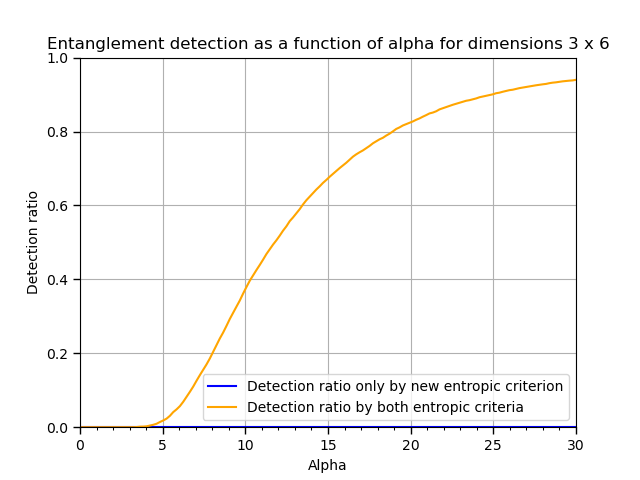 Entanglement detection as a function of alpha for dimensions 3 x 6
1.0
0.8
0.6
0.4
0.2
0.0
Detection ratio
Detection ratio only by new entropic criterion
Detection ratio by both entropic criteria
0 5 10 15 20 25 30
Alpha